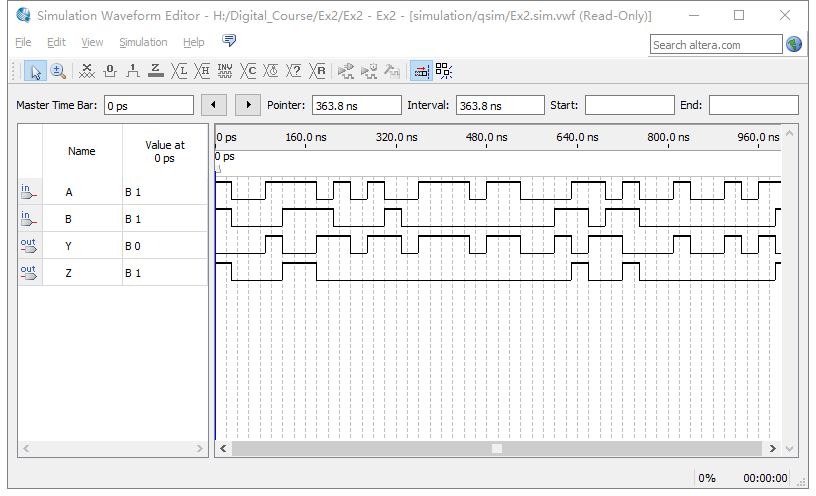 Simulation Waveform Editor - H:/Digital_Course/Ex2/Ex2 - Ex2 - [simulation/qsim/Ex2.sim.vwf (Read-Only)]
File Edit View Simulation Help
Search altera.com
Master Time Bar: 0 ps Pointer: 363.8 ns Interval: 363.8 ns Start: End:
Name Value at 0 ps
0 ps 160.0 ns 320.0 ns 480.0 ns 640.0 ns 800.0 ns 960.0 ns
0 ps
in A B 1
in B B 1
out Y B 0
out Z B 1
0% 00:00:00